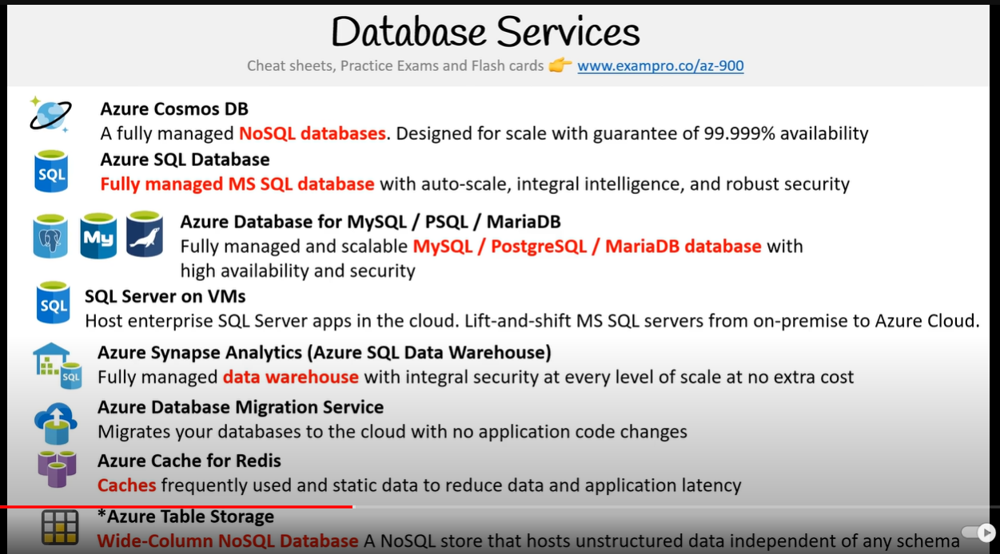 Database Services
Cheat sheets, Practice Exams and Flash cards 👉 www.exampro.co/az-900
Azure Cosmos DB
A fully managed NoSQL databases. Designed for scale with guarantee of 99.999% availability
SQL
Azure SQL Database
Fully managed MS SQL database with auto-scale, integral intelligence, and robust security
My
Azure Database for MySQL / PSQL / MariaDB
Fully managed and scalable MySQL / PostgreSQL / MariaDB database with
high availability and security
SQL
SQL Server on VMs
Host enterprise SQL Server apps in the cloud. Lift-and-shift MS SQL servers from on-premise to Azure Cloud.
SQL
Azure Synapse Analytics (Azure SQL Data Warehouse)
Fully managed data warehouse with integral security at every level of scale at no extra cost
Azure Database Migration Service
Migrates your databases to the cloud with no application code changes
Azure Cache for Redis
Caches frequently used and static data to reduce data and application latency
*Azure Table Storage
Wide-Column NoSQL Database A NoSQL store that hosts unstructured data independent of any schema